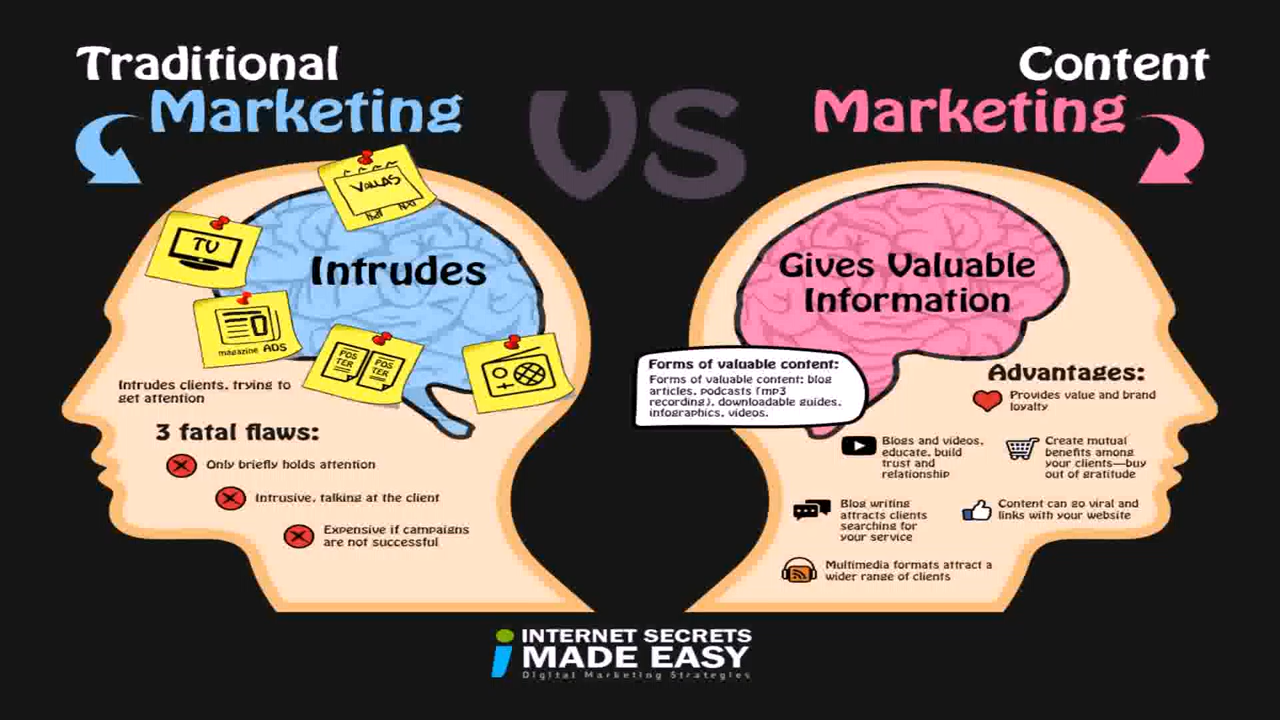 Traditional
Marketing
VS
Content
Marketing
VALLAS
TV
magazine ADS
POS
TER
POS
TER
Intrudes
Intrudes clients, trying to
get attention
3 fatal flaws:
Only briefly holds attention
Intrusive, talking at the client
Expensive if campaigns
are not successful
Gives Valuable
Information
Forms of valuable content:
Forms of valuable content: blog
articles, podcasts (mp3
recording), downloadable guides,
infographics, videos.
Advantages:
Provides value and brand
loyalty
Blogs and videos,
educate, build
trust and
relationship
Create mutual
benefits among
your clients—buy
out of gratitude
Blog writing
attracts clients
searching for
your service
Content can go viral and
links with your website
Multimedia formats attract a
wider range of clients
INTERNET SECRETS
MADE EASY
Digital Marketing Strategies